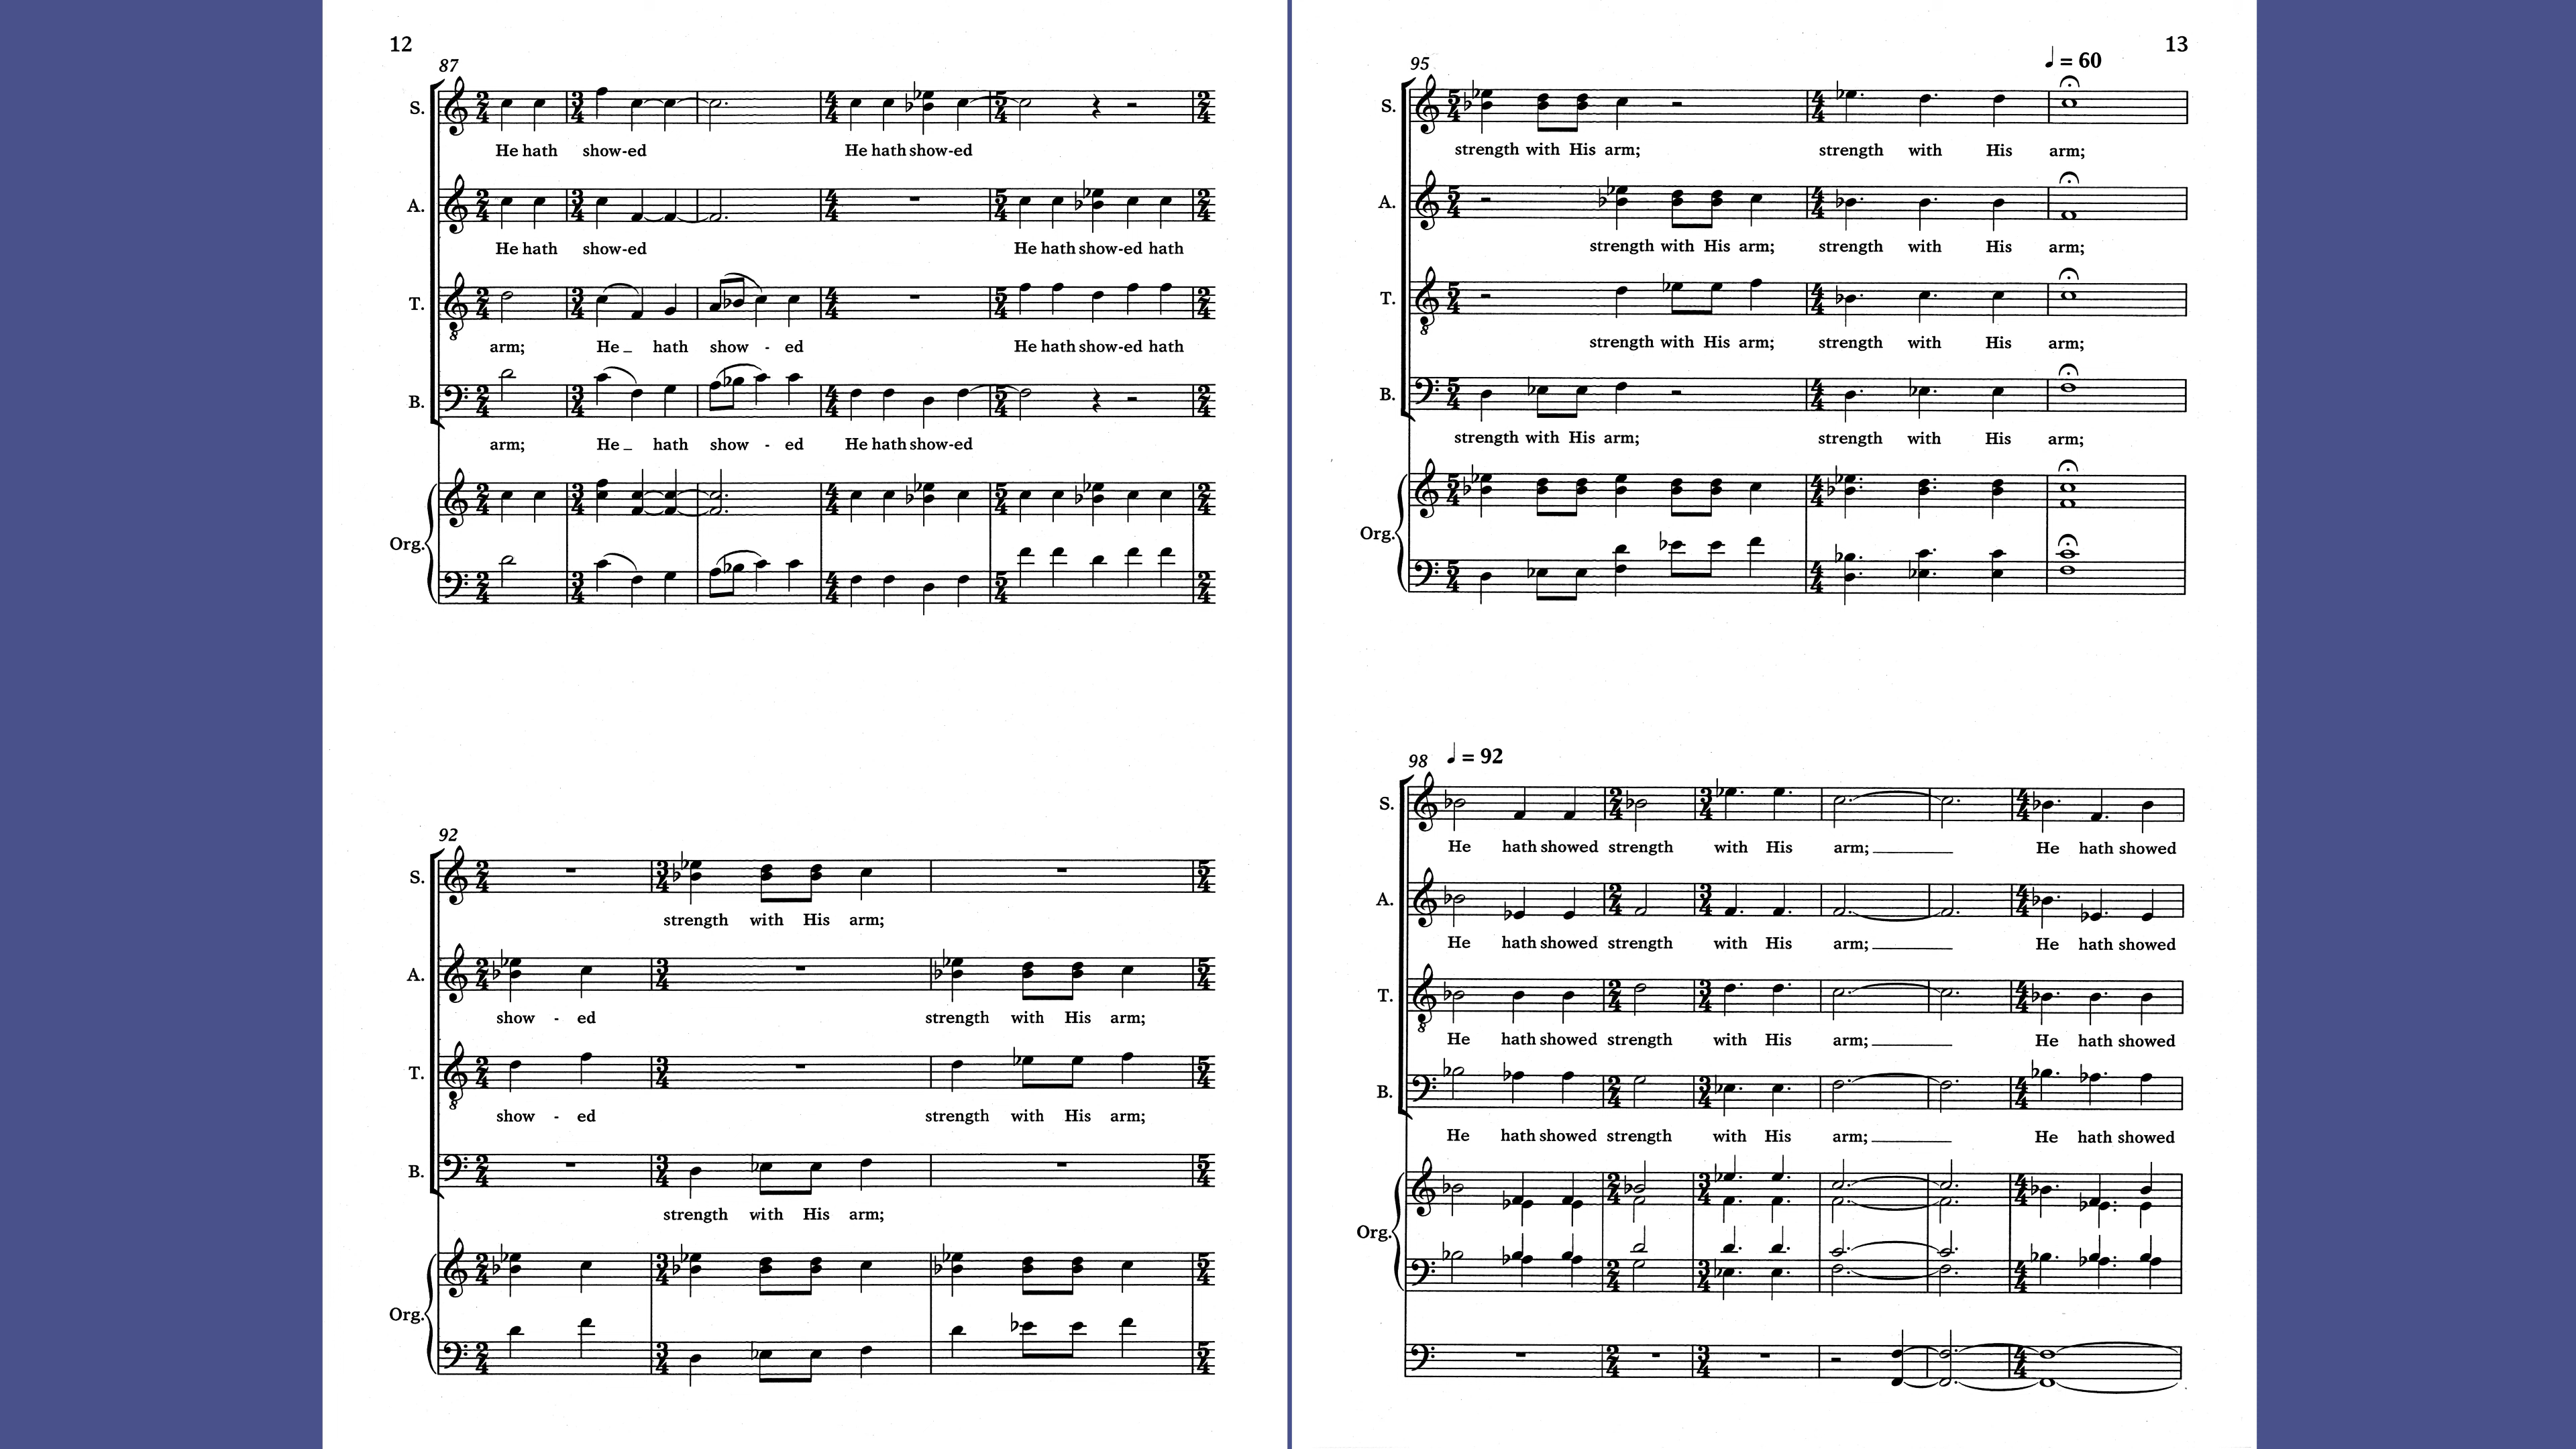 12
87
S.
He hath show-ed He hath show-ed
A.
He hath show-ed He hath show-ed hath
T.
arm; He_ hath show - ed He hath show-ed hath
B.
arm; He_ hath show - ed He hath show-ed
Org.
92
S.
strength with His arm;
A.
show - ed strength with His arm;
T.
show - ed strength with His arm;
B.
strength with His arm;
Org.
13
95
♩ = 60
S.
strength with His arm; strength with His arm;
A.
strength with His arm; strength with His arm;
T.
strength with His arm; strength with His arm;
B.
strength with His arm; strength with His arm;
Org.
98 ♩ = 92
S.
He hath showed strength with His arm;____ He hath showed
A.
He hath showed strength with His arm;____ He hath showed
T.
He hath showed strength with His arm;____ He hath showed
B.
He hath showed strength with His arm;____ He hath showed
Org.